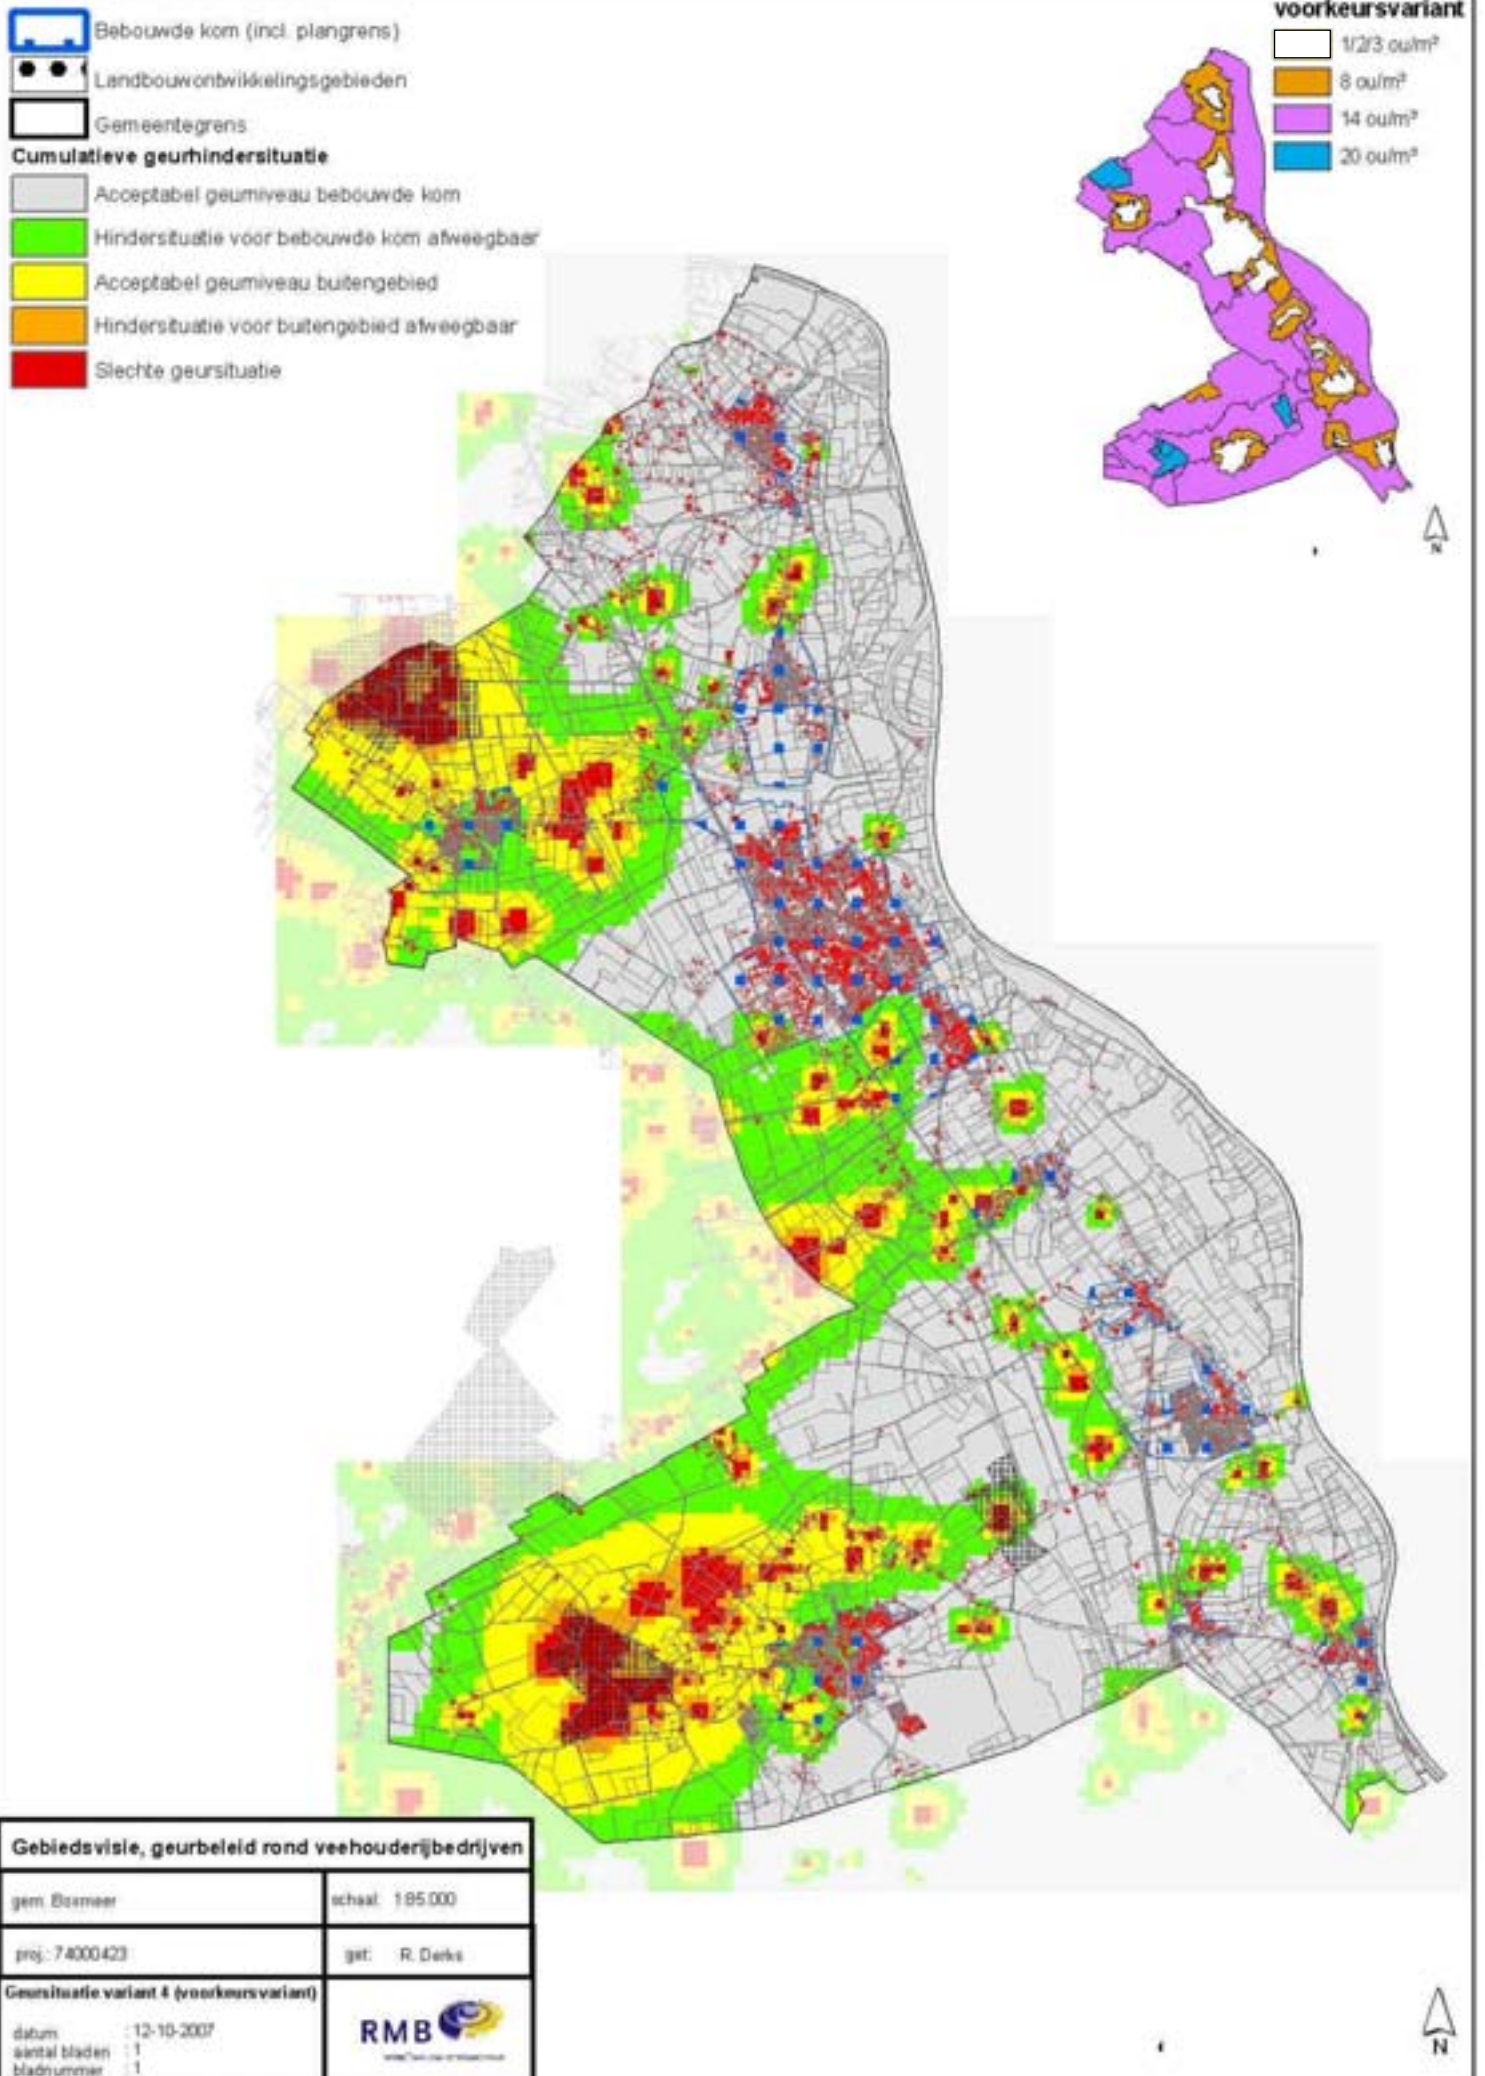 Bebouwde kom (incl. plangrens)
Landbouwontwikkelingsgebieden
Gemeentegrens
Cumulatieve geurhindersituatie
Acceptabel geurniveau bebouwde kom
Hindersituatie voor bebouwde kom afweegbaar
Acceptabel geurniveau buitengebied
Hindersituatie voor buitengebied afweegbaar
Slechte geursituatie
voorkeursvariant
1/2/3 ou/m³
8 ou/m³
14 ou/m³
20 ou/m³
N
Gebiedsvisie, geurbeleid rond veehouderijbedrijven
gem. Boxmeer
schaal: 1:85.000
proj.: 74000423
get: R. Derks
Geursituatie variant 4 (voorkeursvariant)
datum : 12-10-2007
aantal bladen : 1
bladnummer : 1
RMB
N